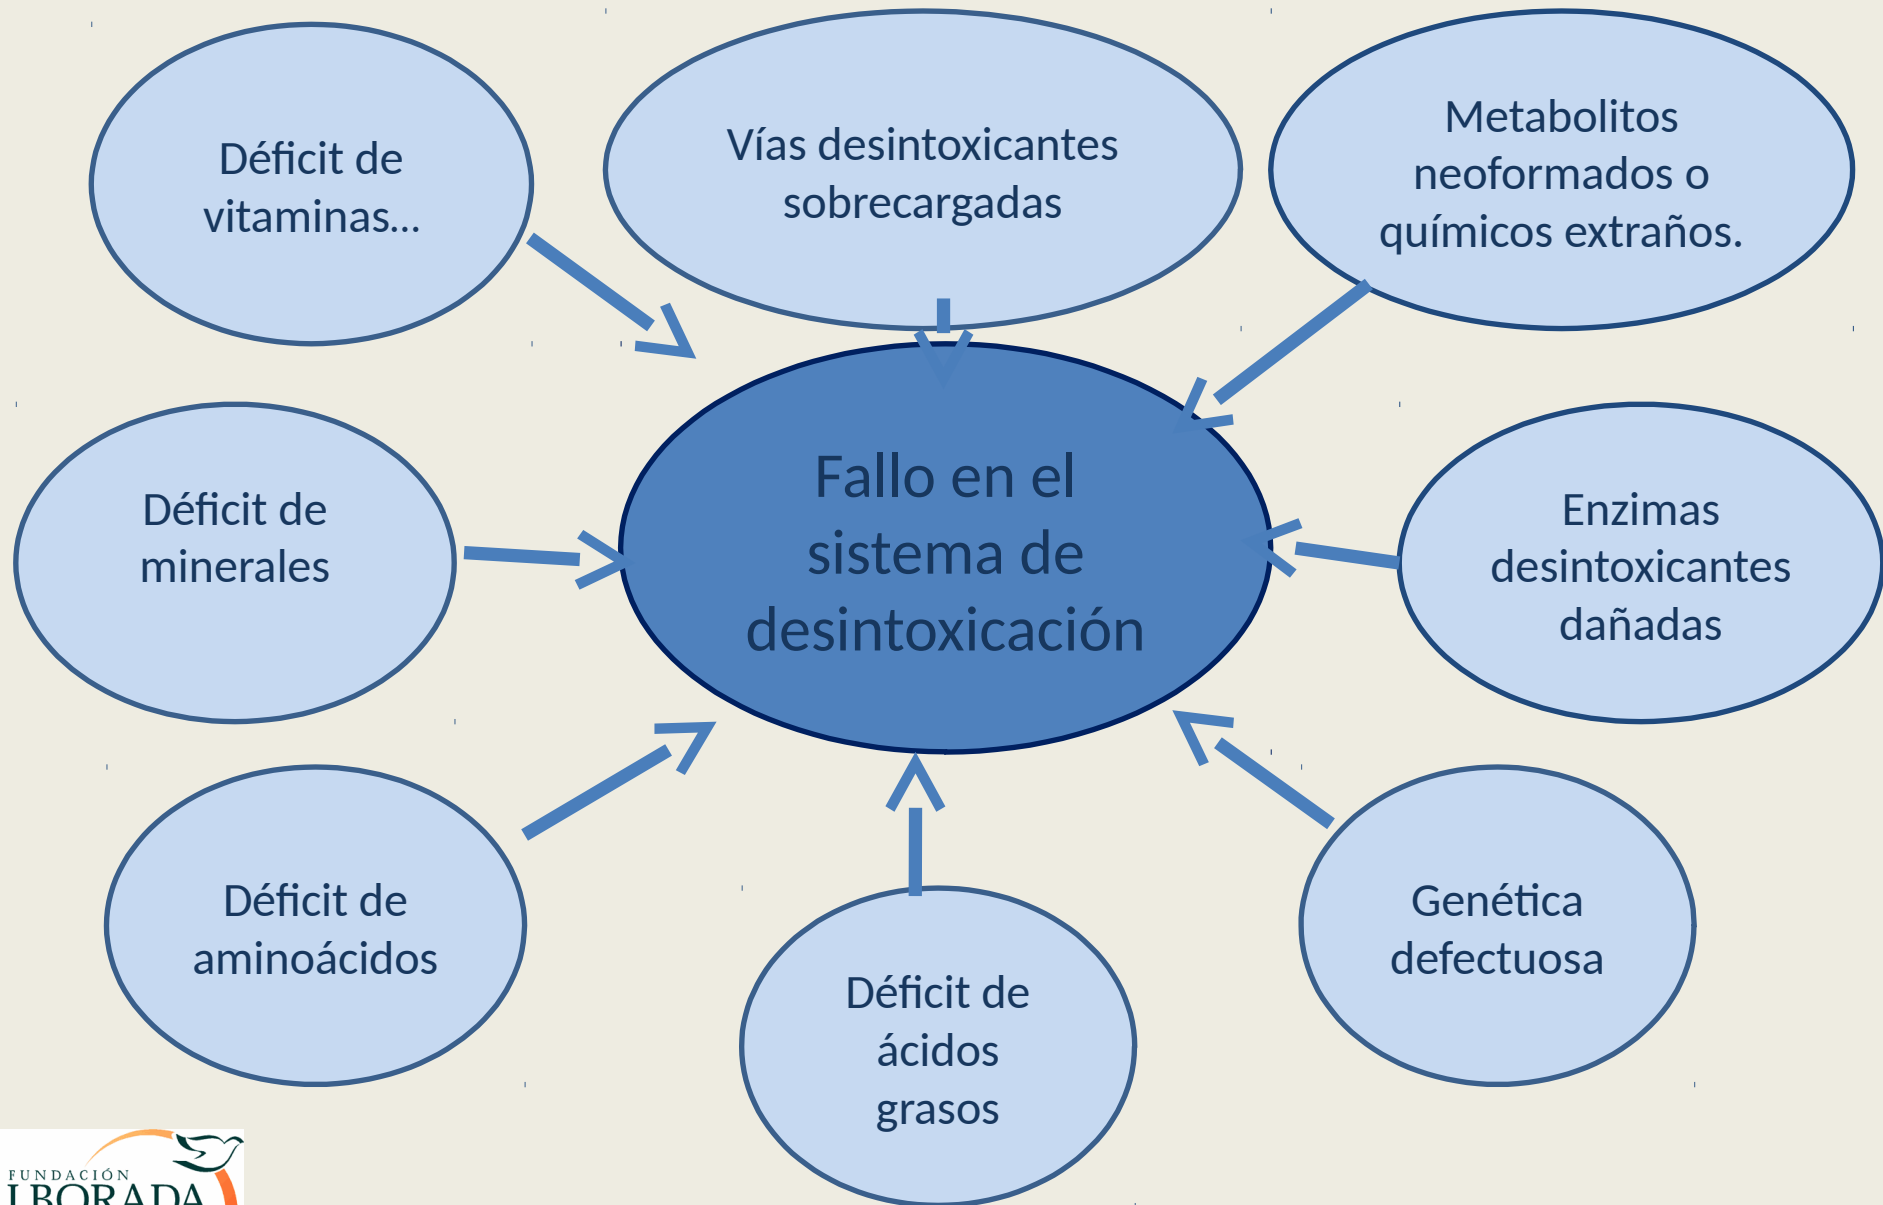 Déficit de
vitaminas...
Vías desintoxicantes
sobrecargadas
Metabolitos
neoformados o
químicos extraños.
Déficit de
minerales
Fallo en el
sistema de
desintoxicación
Enzimas
desintoxicantes
dañadas
Déficit de
aminoácidos
Déficit de
ácidos
grasos
Genética
defectuosa
FUNDACIÓN
LBORADA